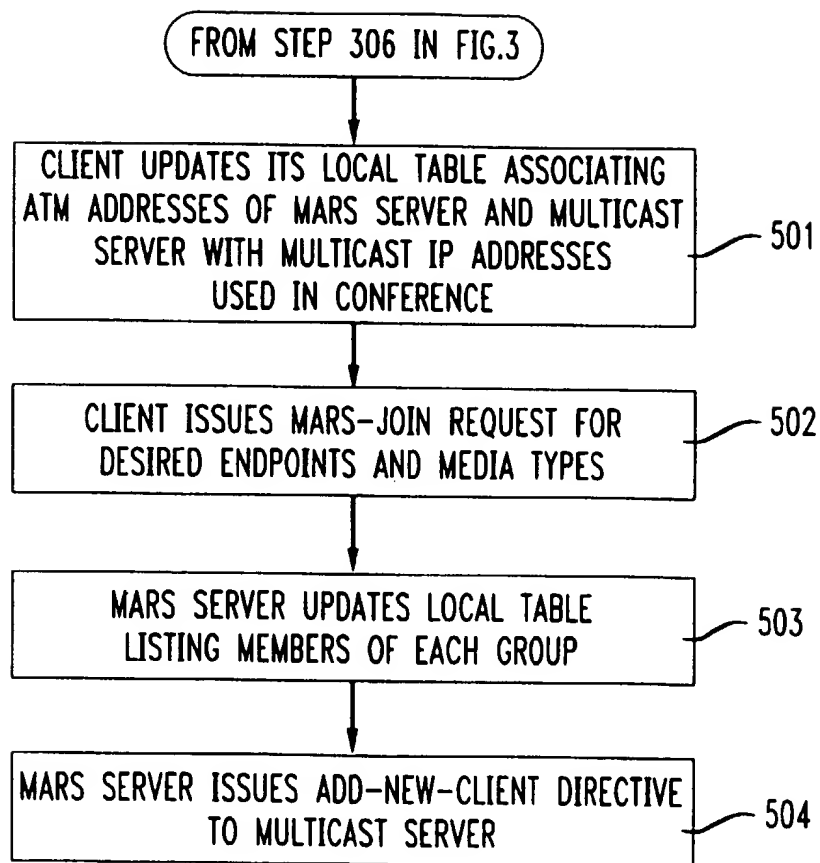 FROM STEP 306 IN FIG.3
CLIENT UPDATES ITS LOCAL TABLE ASSOCIATING
ATM ADDRESSES OF MARS SERVER AND MULTICAST
SERVER WITH MULTICAST IP ADDRESSES
USED IN CONFERENCE
501
CLIENT ISSUES MARS-JOIN REQUEST FOR
DESIRED ENDPOINTS AND MEDIA TYPES
502
MARS SERVER UPDATES LOCAL TABLE
LISTING MEMBERS OF EACH GROUP
503
MARS SERVER ISSUES ADD-NEW-CLIENT DIRECTIVE
TO MULTICAST SERVER
504